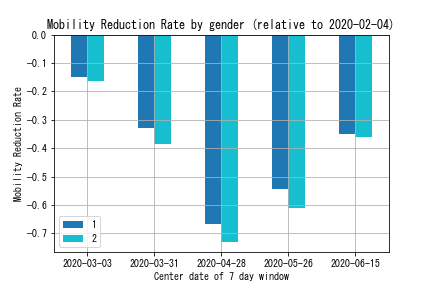 Mobility Reduction Rate by gender (relative to 2020-02-04)
0.0
-0.1
-0.2
-0.3
-0.4
-0.5
-0.6
-0.7
Mobility Reduction Rate
1
2
2020-03-03 2020-03-31 2020-04-28 2020-05-26 2020-06-15
Center date of 7 day window